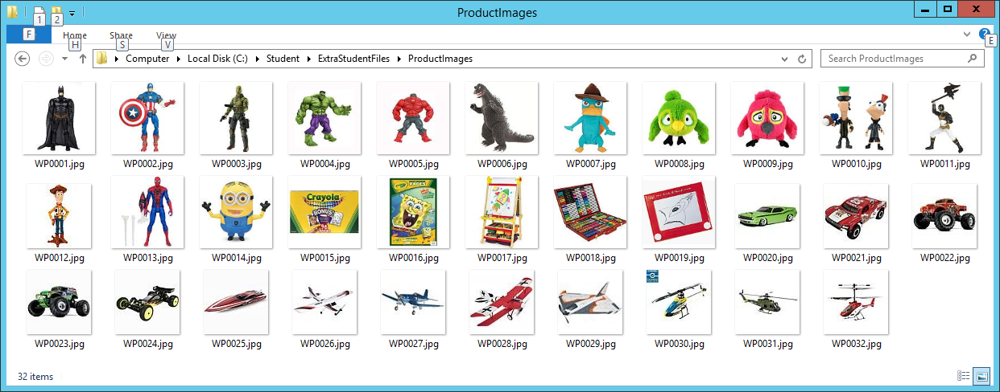 ProductImages
1 2
F Home Share View
H S V E
Computer Local Disk (C:) Student ExtraStudentFiles ProductImages Search ProductImages
WP0001.jpg WP0002.jpg WP0003.jpg WP0004.jpg WP0005.jpg WP0006.jpg WP0007.jpg WP0008.jpg WP0009.jpg WP0010.jpg WP0011.jpg
Crayola
BONUS!
96
PAGES
WP0012.jpg WP0013.jpg WP0014.jpg WP0015.jpg WP0016.jpg WP0017.jpg WP0018.jpg WP0019.jpg WP0020.jpg WP0021.jpg WP0022.jpg
WP0023.jpg WP0024.jpg WP0025.jpg WP0026.jpg WP0027.jpg WP0028.jpg WP0029.jpg WP0030.jpg WP0031.jpg WP0032.jpg
32 items